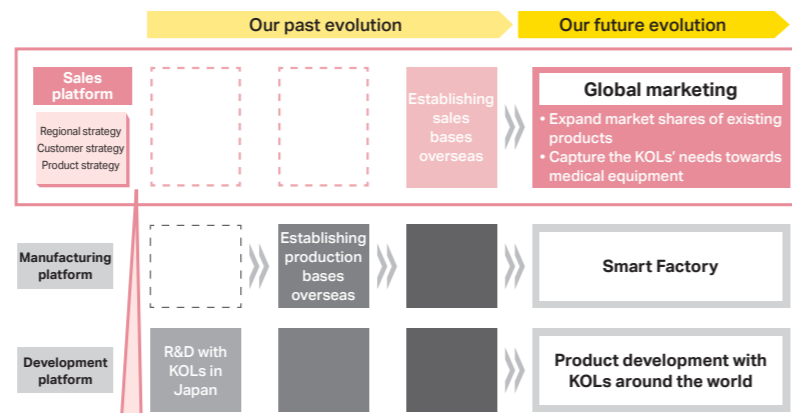 Our past evolution
Our future evolution
Sales
platform
Regional strategy
Customer strategy
Product strategy
Establishing
sales
bases
overseas
Global marketing
• Expand market shares of existing
products
• Capture the KOLs' needs towards
medical equipment
Manufacturing
platform
Establishing
production
bases
overseas
Smart Factory
Development
platform
R&D with
KOLs in
Japan
Product development with
KOLs around the world